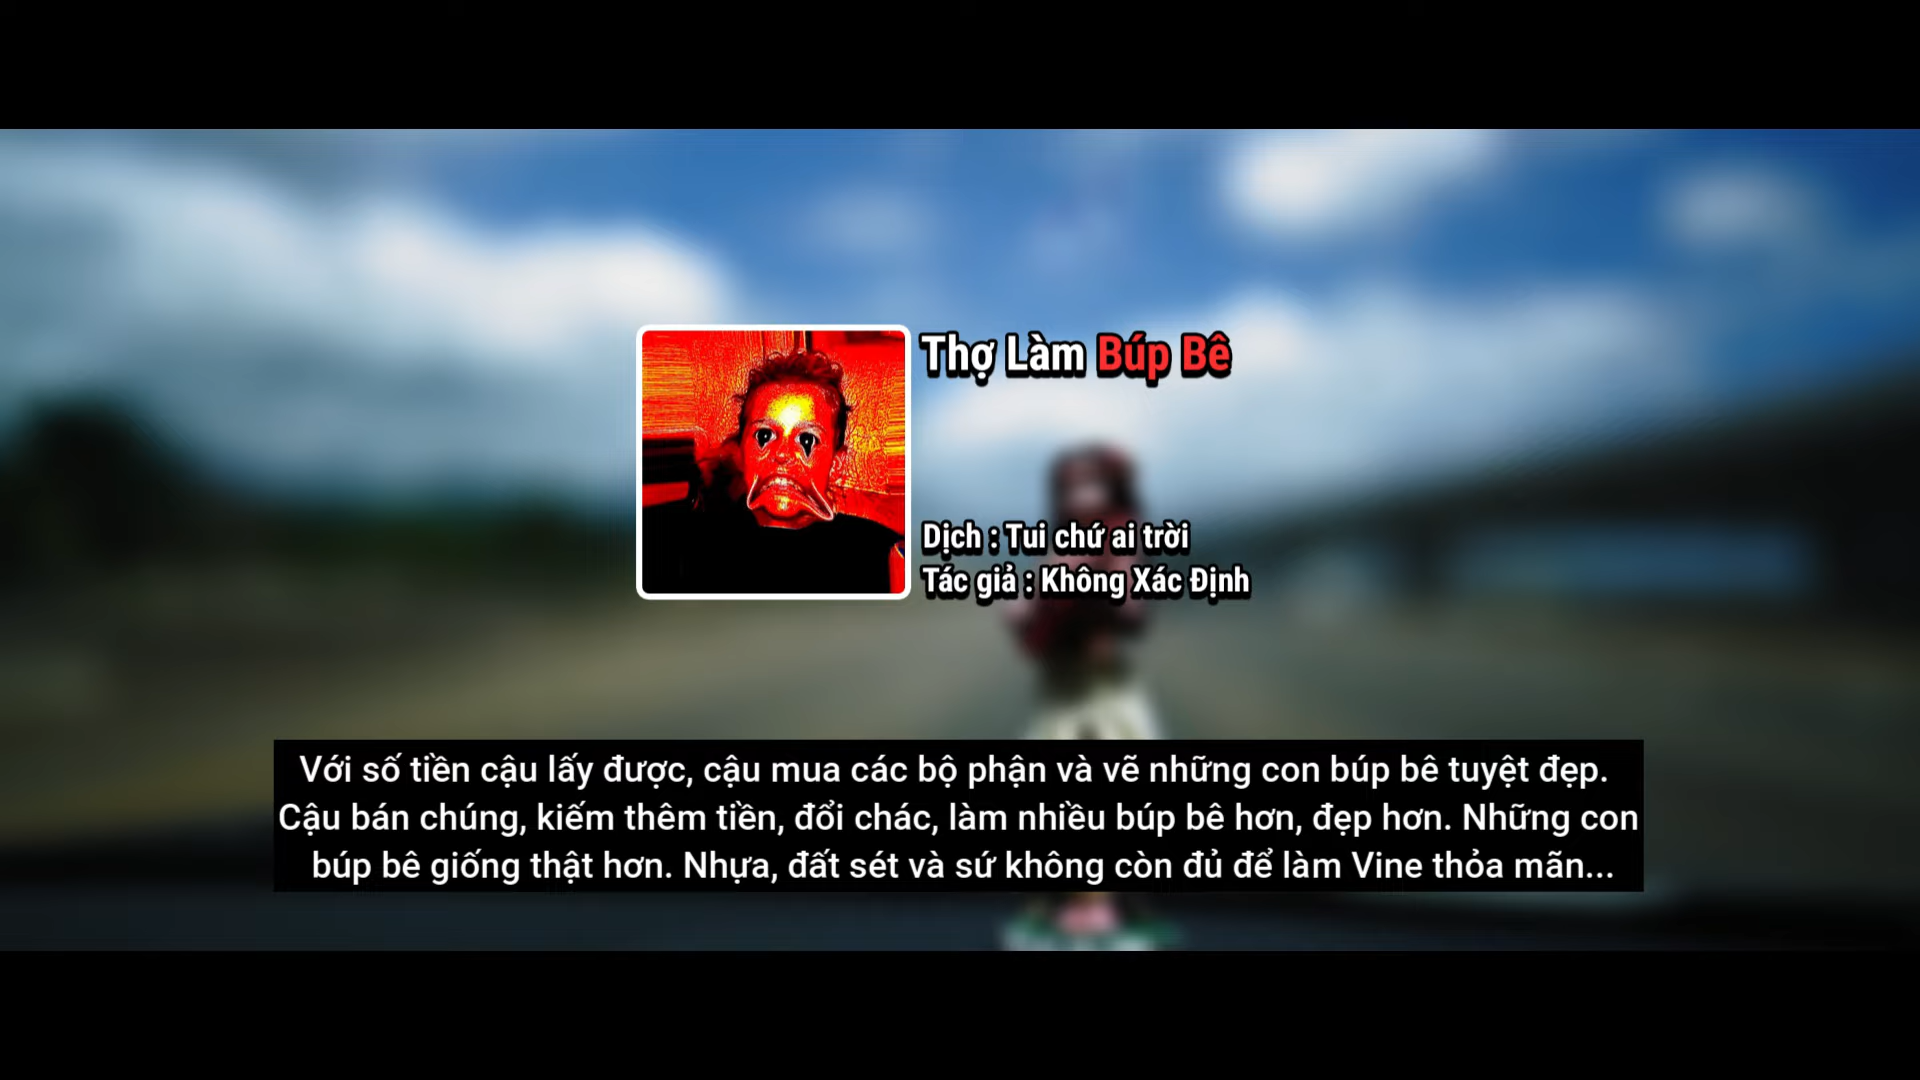 Thợ Làm Búp Bê
Dịch : Tui chứ ai trời
Tác giả : Không Xác Định
Với số tiền cậu lấy được, cậu mua các bộ phận và vẽ những con búp bê tuyệt đẹp.
Cậu bán chúng, kiếm thêm tiền, đổi chác, làm nhiều búp bê hơn, đẹp hơn. Những con
búp bê giống thật hơn. Nhựa, đất sét và sứ không còn đủ để làm Vine thỏa mãn...